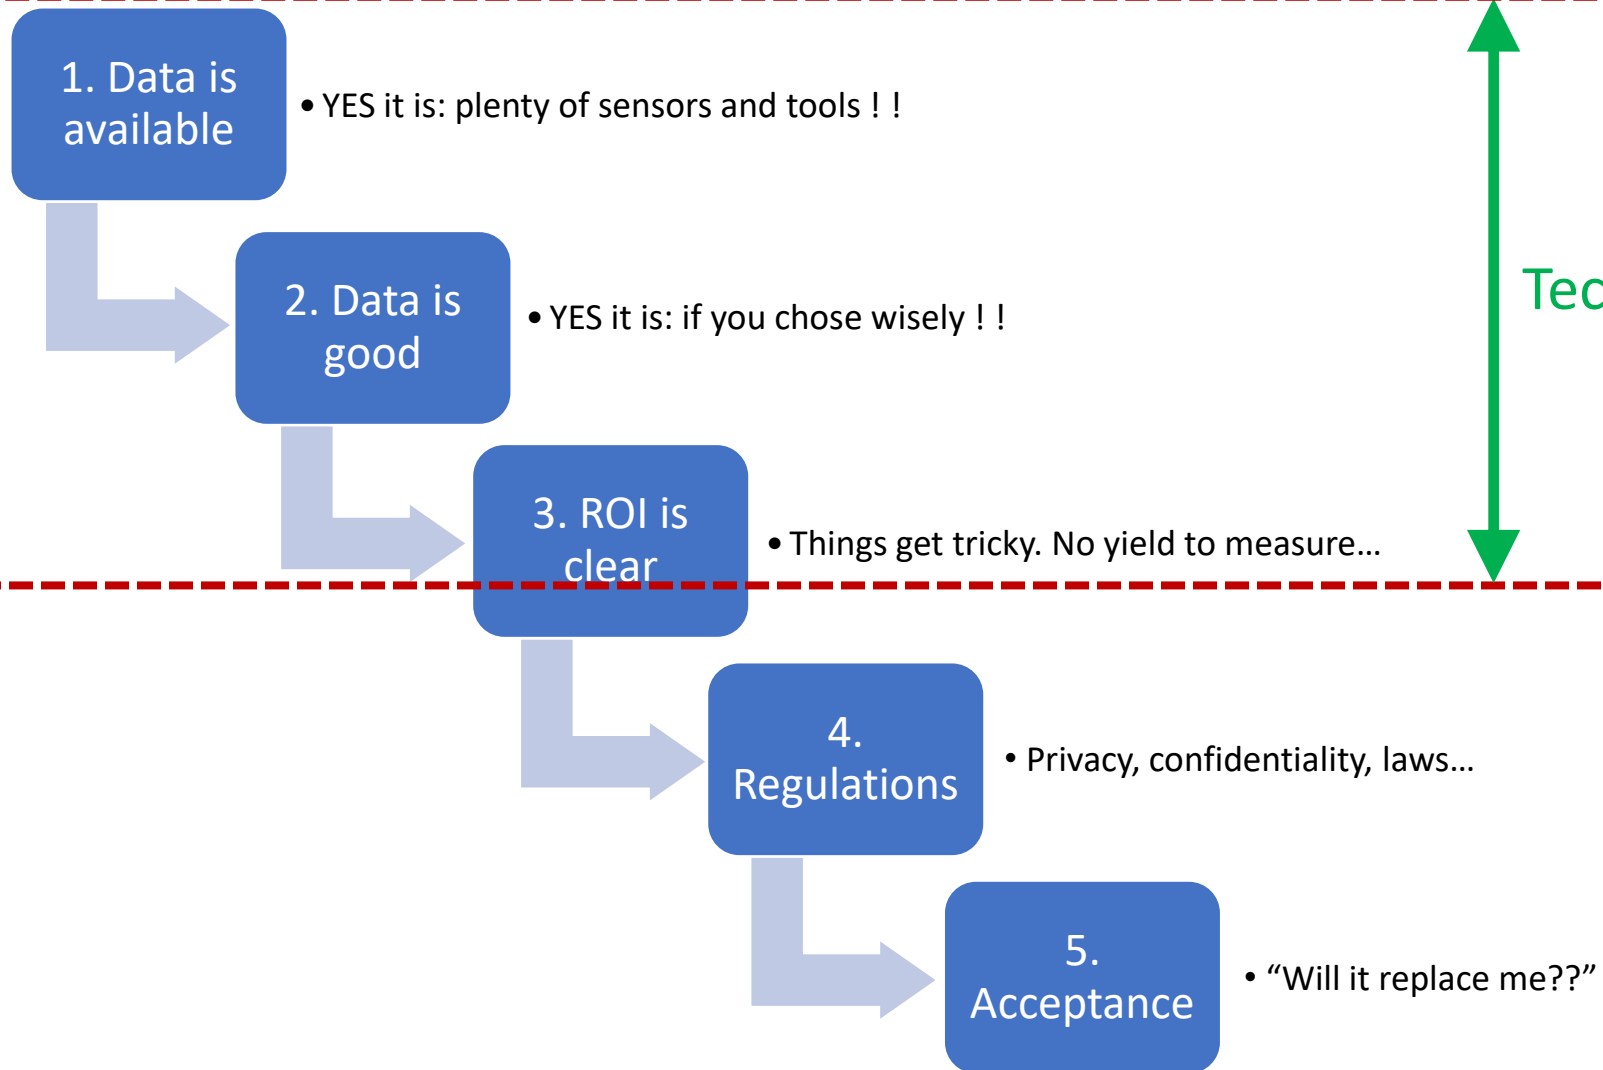 1. Data is
available
• YES it is: plenty of sensors and tools ! !
2. Data is
good
• YES it is: if you chose wisely ! !
Tec
3. ROI is
clear
• Things get tricky. No yield to measure…
4.
Regulations
• Privacy, confidentiality, laws…
5.
Acceptance
• “Will it replace me??”